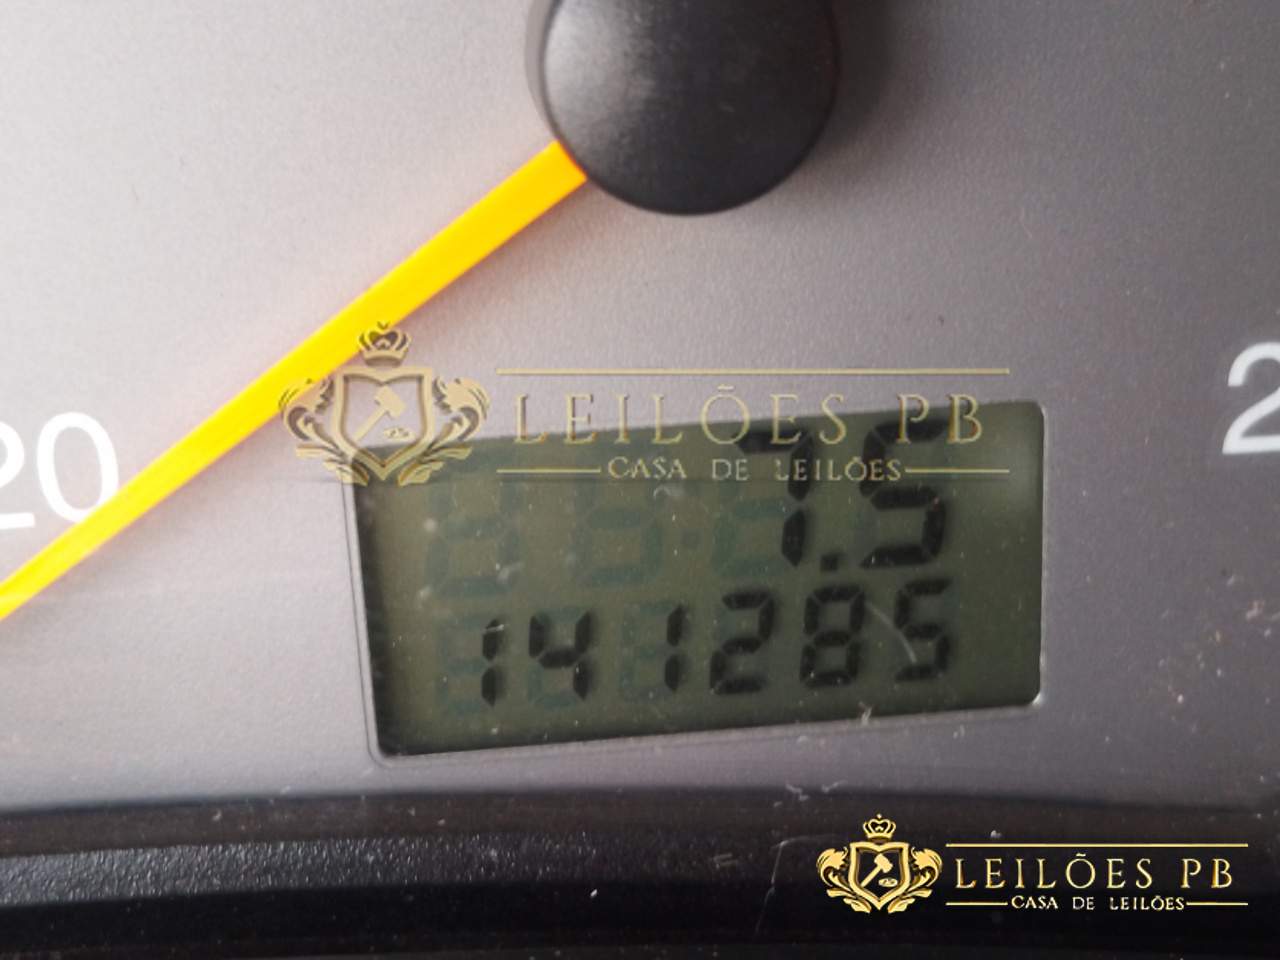 20
2
LEILÕES PB
CASA DE LEILÕES
7.5
141285
LEILÕES PB
CASA DE LEILÕES